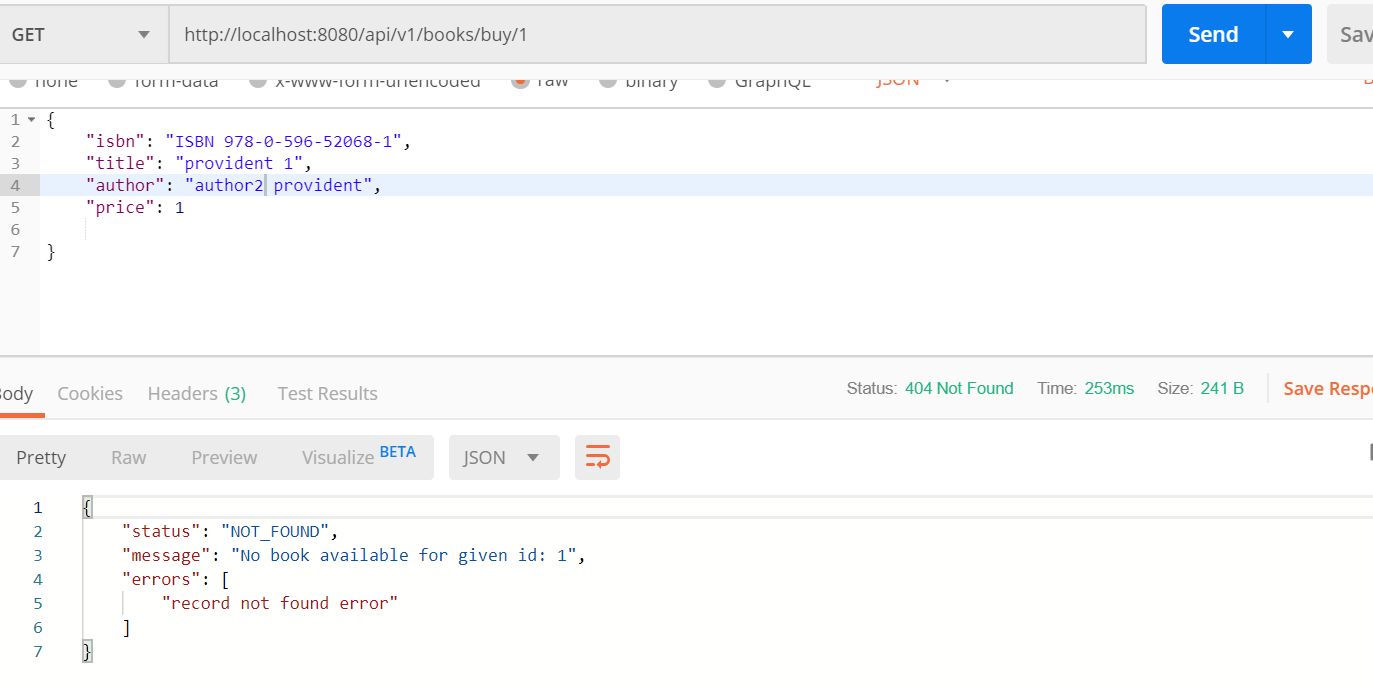 GET http://localhost:8080/api/v1/books/buy/1 Send Sav
none form-data x-www-form-urlencoded raw binary GraphQL JSON
1 {
2 "isbn": "ISBN 978-0-596-52068-1",
3 "title": "provident 1",
4 "author": "author2 provident",
5 "price": 1
6
7 }
Body Cookies Headers (3) Test Results Status: 404 Not Found Time: 253ms Size: 241 B Save Resp
Pretty Raw Preview Visualize BETA JSON
1 {
2 "status": "NOT_FOUND",
3 "message": "No book available for given id: 1",
4 "errors": [
5 "record not found error"
6 ]
7 }